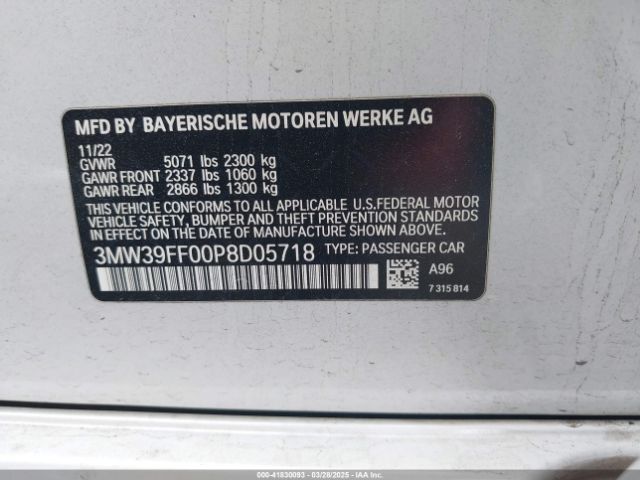 MFD BY BAYERISCHE MOTOREN WERKE AG
11/22
GVWR 5071 lbs 2300 kg
GAWR FRONT 2337 lbs 1060 kg
GAWR REAR 2866 lbs 1300 kg
THIS VEHICLE CONFORMS TO ALL APPLICABLE U.S.FEDERAL MOTOR
VEHICLE SAFETY, BUMPER AND THEFT PREVENTION STANDARDS
IN EFFECT ON THE DATE OF MANUFACTURE SHOWN ABOVE.
3MW39FF00P8D05718 TYPE: PASSENGER CAR
A96
7 315 814
000-41830093 | 03/28/2025 | IAA Inc.